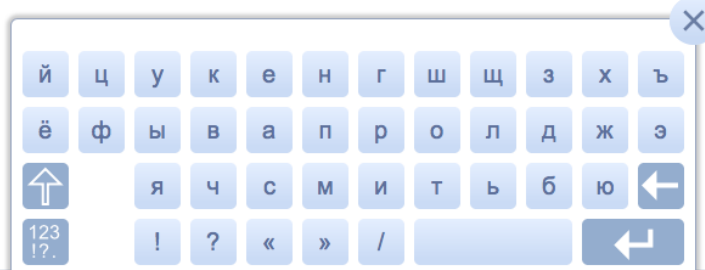 й ц у к е н г ш щ з х ъ
ё ф ы в а п р о л д ж э
я ч с м и т ь б ю
123 ! ? « » /
!?.